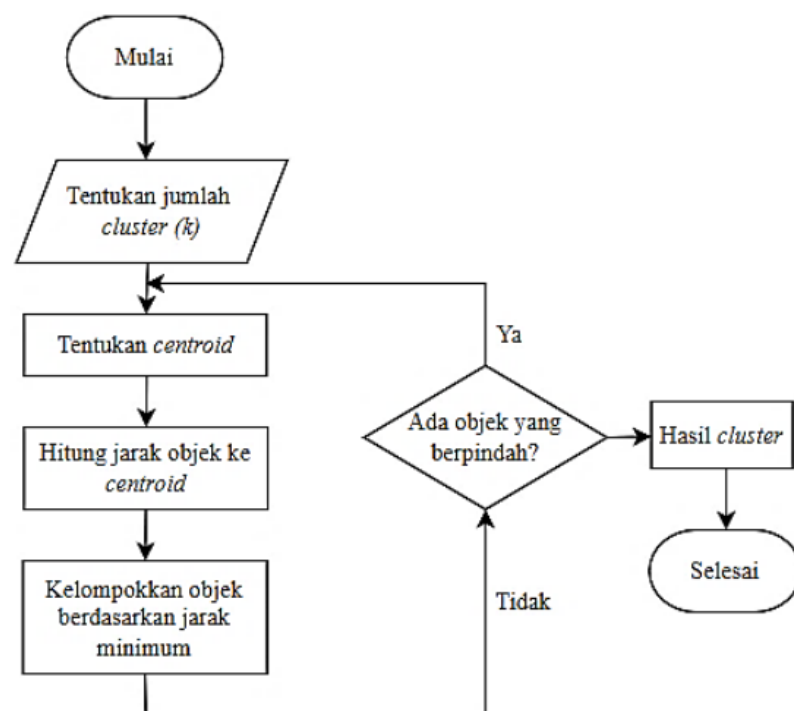 Mulai
Tentukan jumlah
cluster (k)
Tentukan centroid
Hitung jarak objek ke
centroid
Kelompokkan objek
berdasarkan jarak
minimum
Ya
Ada objek yang
berpindah?
Tidak
Hasil cluster
Selesai